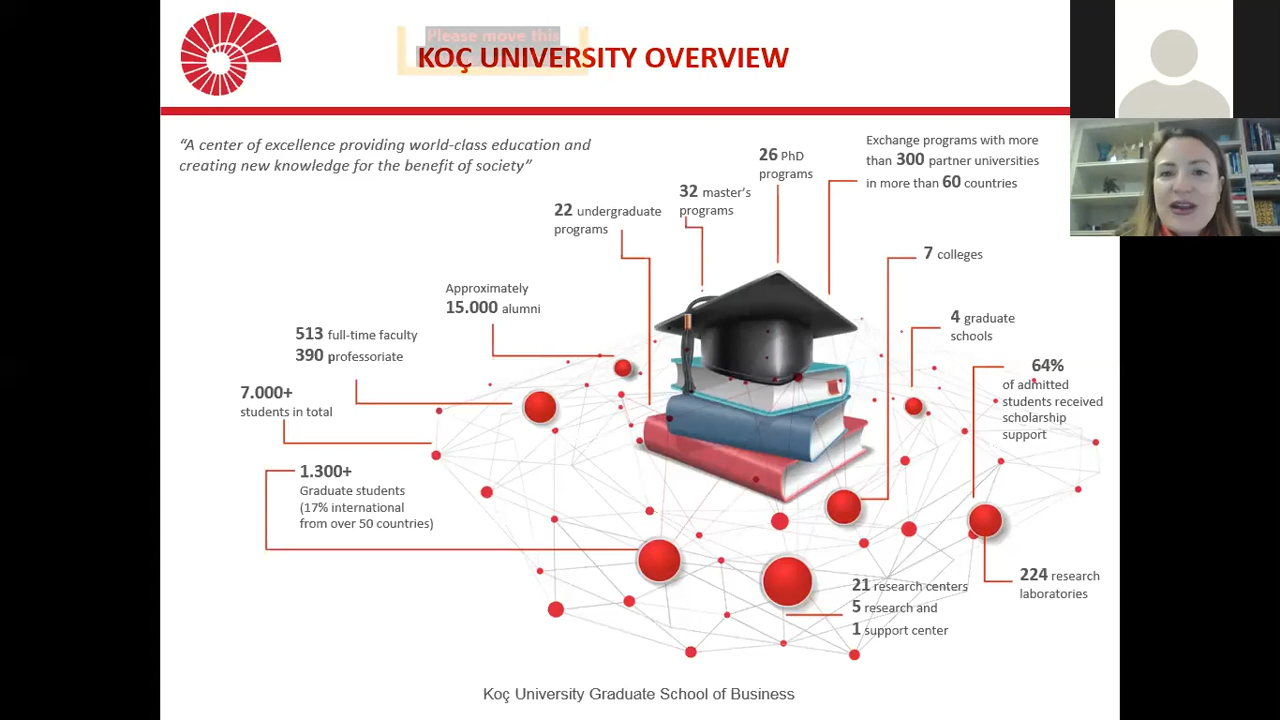 Please move this
KOÇ UNIVERSITY OVERVIEW
“A center of excellence providing world-class education and
creating new knowledge for the benefit of society”
26 PhD
programs
Exchange programs with more
than 300 partner universities
in more than 60 countries
32 master’s
programs
22 undergraduate
programs
7 colleges
Approximately
15.000 alumni
4 graduate
schools
513 full-time faculty
390 professoriate
64%
of admitted
students received
scholarship
support
7.000+
students in total
1.300+
Graduate students
(17% international
from over 50 countries)
224 research
laboratories
21 research centers
5 research and
1 support center
Koç University Graduate School of Business